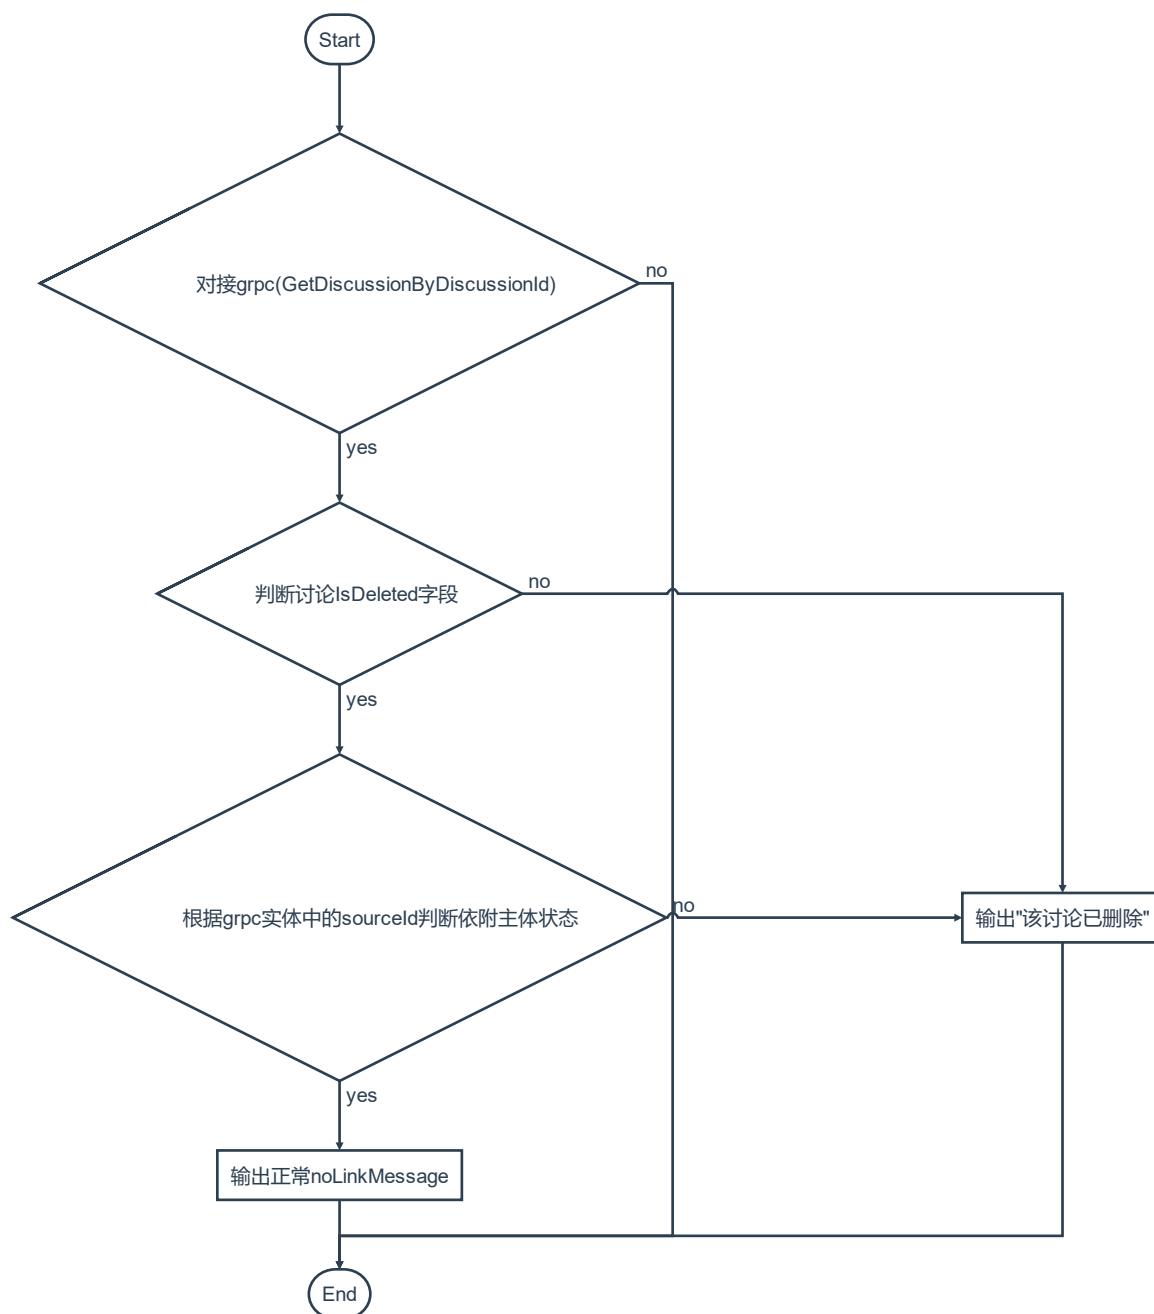 Start
对接grpc(GetDiscussionByDiscussionId)
no
yes
判断讨论IsDeleted字段
no
yes
根据grpc实体中的sourceId判断依附主体状态
no
输出"该讨论已删除"
yes
输出正常noLinkMessage
End